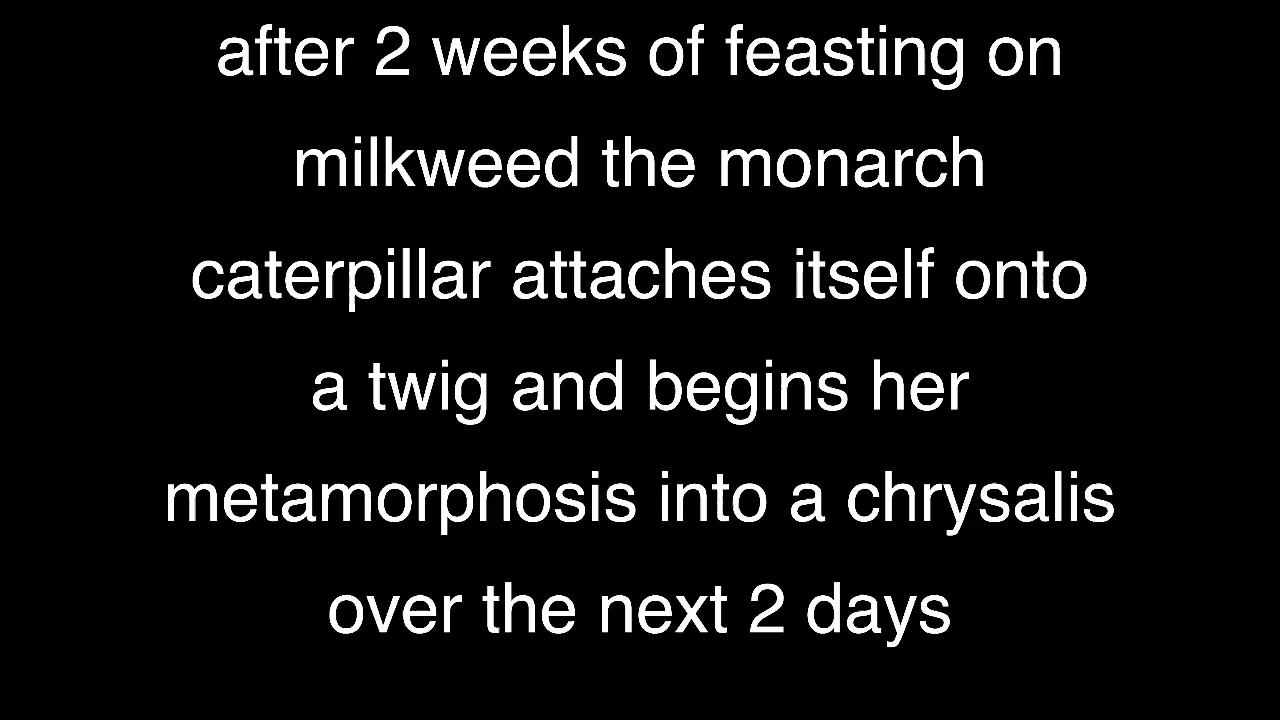 after 2 weeks of feasting on
milkweed the monarch
caterpillar attaches itself onto
a twig and begins her
metamorphosis into a chrysalis
over the next 2 days